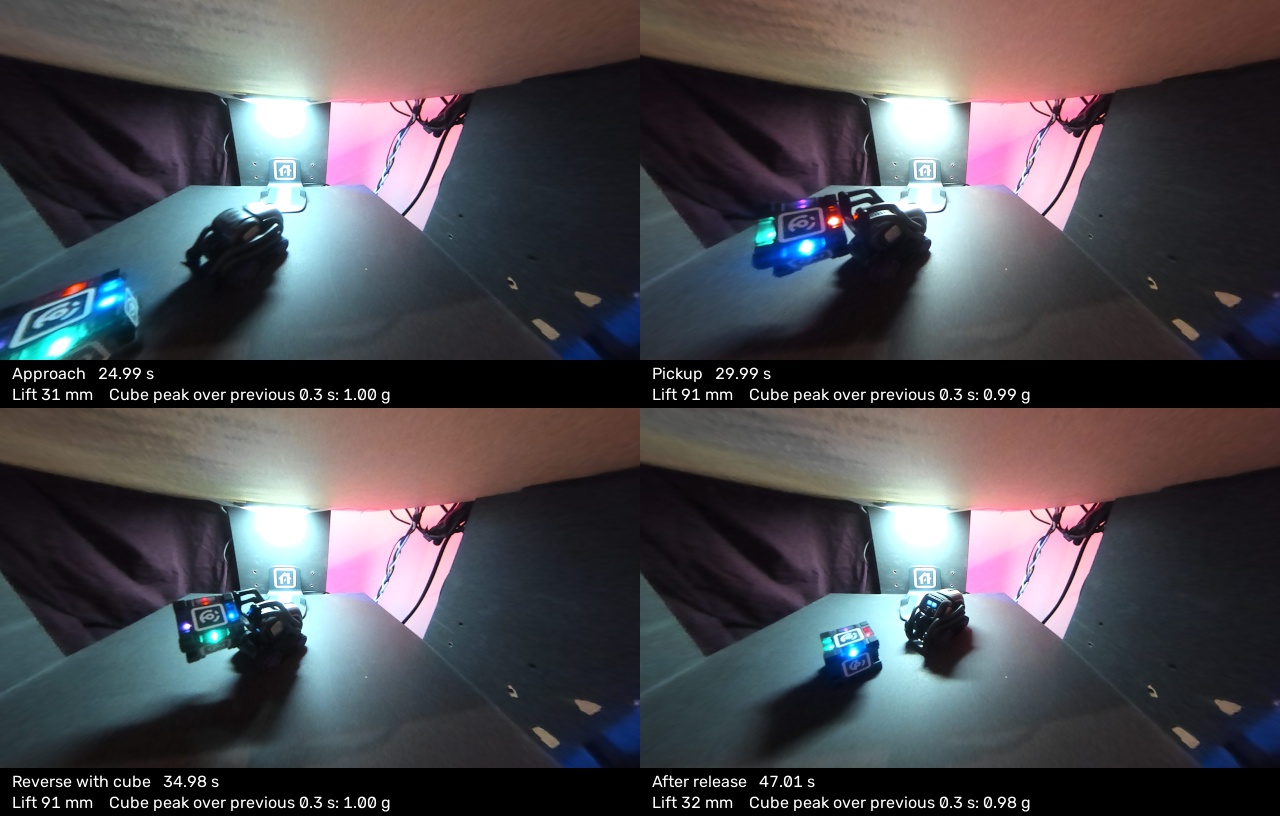 Approach 24.99 s
Lift 31 mm Cube peak over previous 0.3 s: 1.00 g
Pickup 29.99 s
Lift 91 mm Cube peak over previous 0.3 s: 0.99 g
Reverse with cube 34.98 s
Lift 91 mm Cube peak over previous 0.3 s: 1.00 g
After release 47.01 s
Lift 32 mm Cube peak over previous 0.3 s: 0.98 g